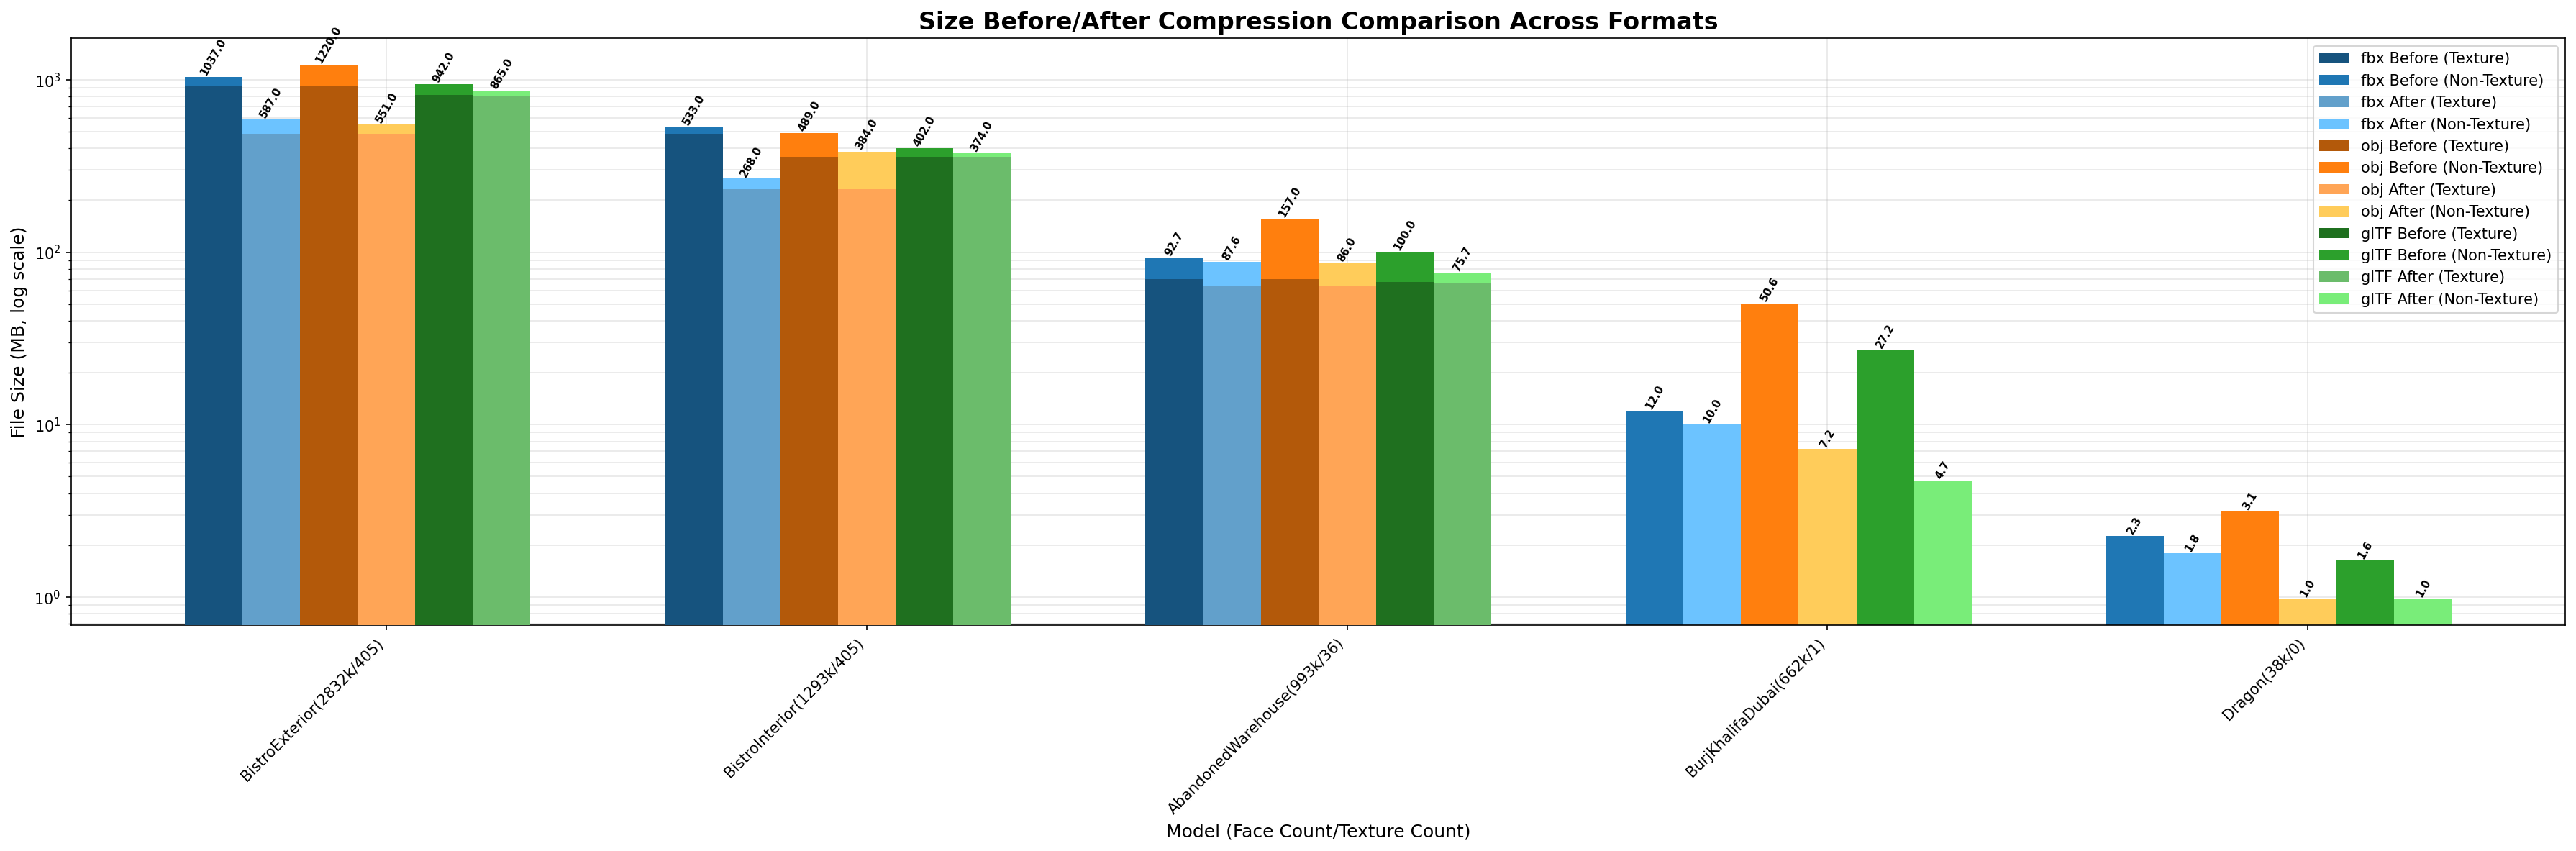 Size Before/After Compression Comparison Across Formats
File Size (MB, log scale)
10³
10²
10¹
10⁰
1037.0
587.0
1220.0
551.0
942.0
865.0
533.0
268.0
489.0
384.0
402.0
374.0
92.7
87.6
157.0
86.0
100.0
75.7
12.0
10.0
50.6
7.2
27.2
4.7
2.3
1.8
3.1
1.0
1.6
1.0
fbx Before (Texture)
fbx Before (Non-Texture)
fbx After (Texture)
fbx After (Non-Texture)
obj Before (Texture)
obj Before (Non-Texture)
obj After (Texture)
obj After (Non-Texture)
glTF Before (Texture)
glTF Before (Non-Texture)
glTF After (Texture)
glTF After (Non-Texture)
BistroExterior(2832k/405)
BistroInterior(1293k/405)
AbandonedWarehouse(993k/36)
BurjKhalifaDubai(662k/1)
Dragon(38k/0)
Model (Face Count/Texture Count)